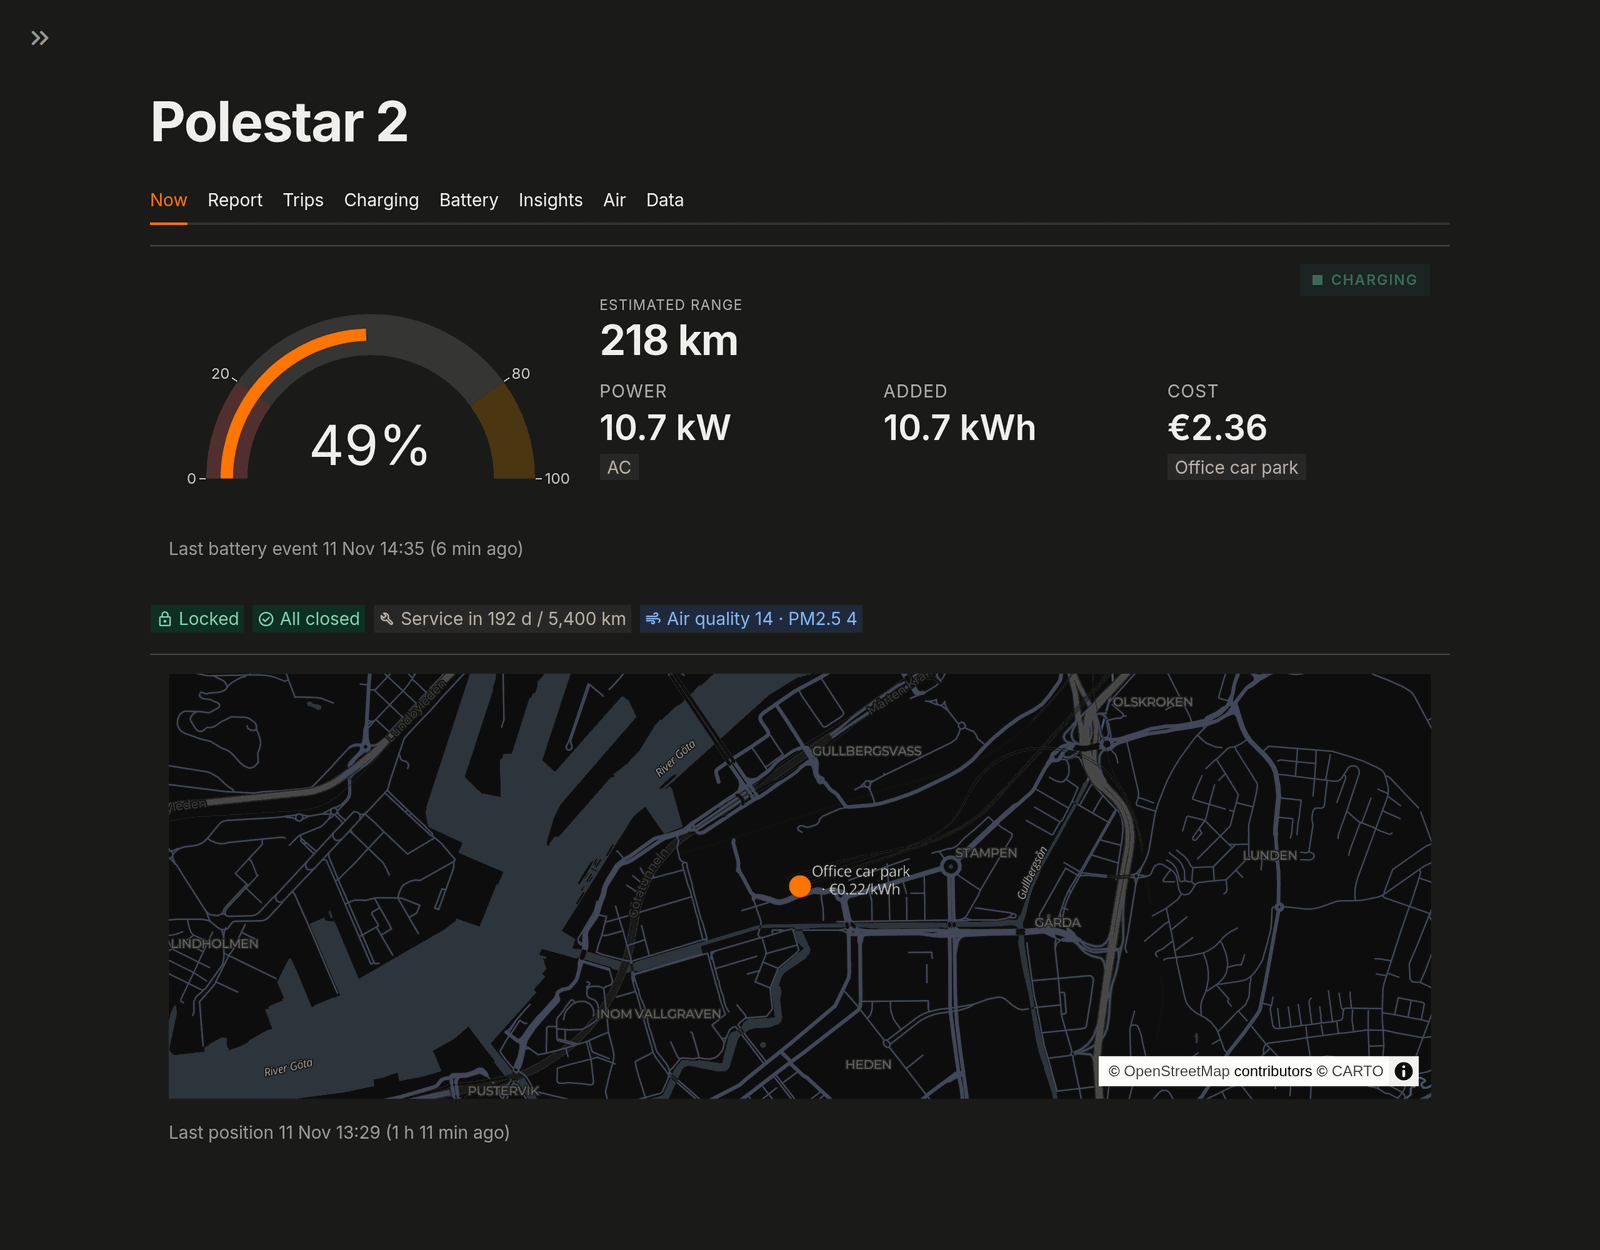 Polestar 2
Now Report Trips Charging Battery Insights Air Data
CHARGING
ESTIMATED RANGE
218 km
20
80
49%
0
100
POWER
10.7 kW
AC
ADDED
10.7 kWh
COST
€2.36
Office car park
Last battery event 11 Nov 14:35 (6 min ago)
Locked
All closed
Service in 192 d / 5,400 km
Air quality 14 · PM2.5 4
Lundbyleden
OLSKROKEN
River Göta
GULLBERGSVASS
STAMPEN
Gullbergsån
LUNDEN
Office car park
· €0.22/kWh
Götatunneln
GÅRDA
LINDHOLMEN
INOM VALLGRAVEN
River Göta
HEDEN
PUSTERVIK
© OpenStreetMap contributors © CARTO
Last position 11 Nov 13:29 (1 h 11 min ago)